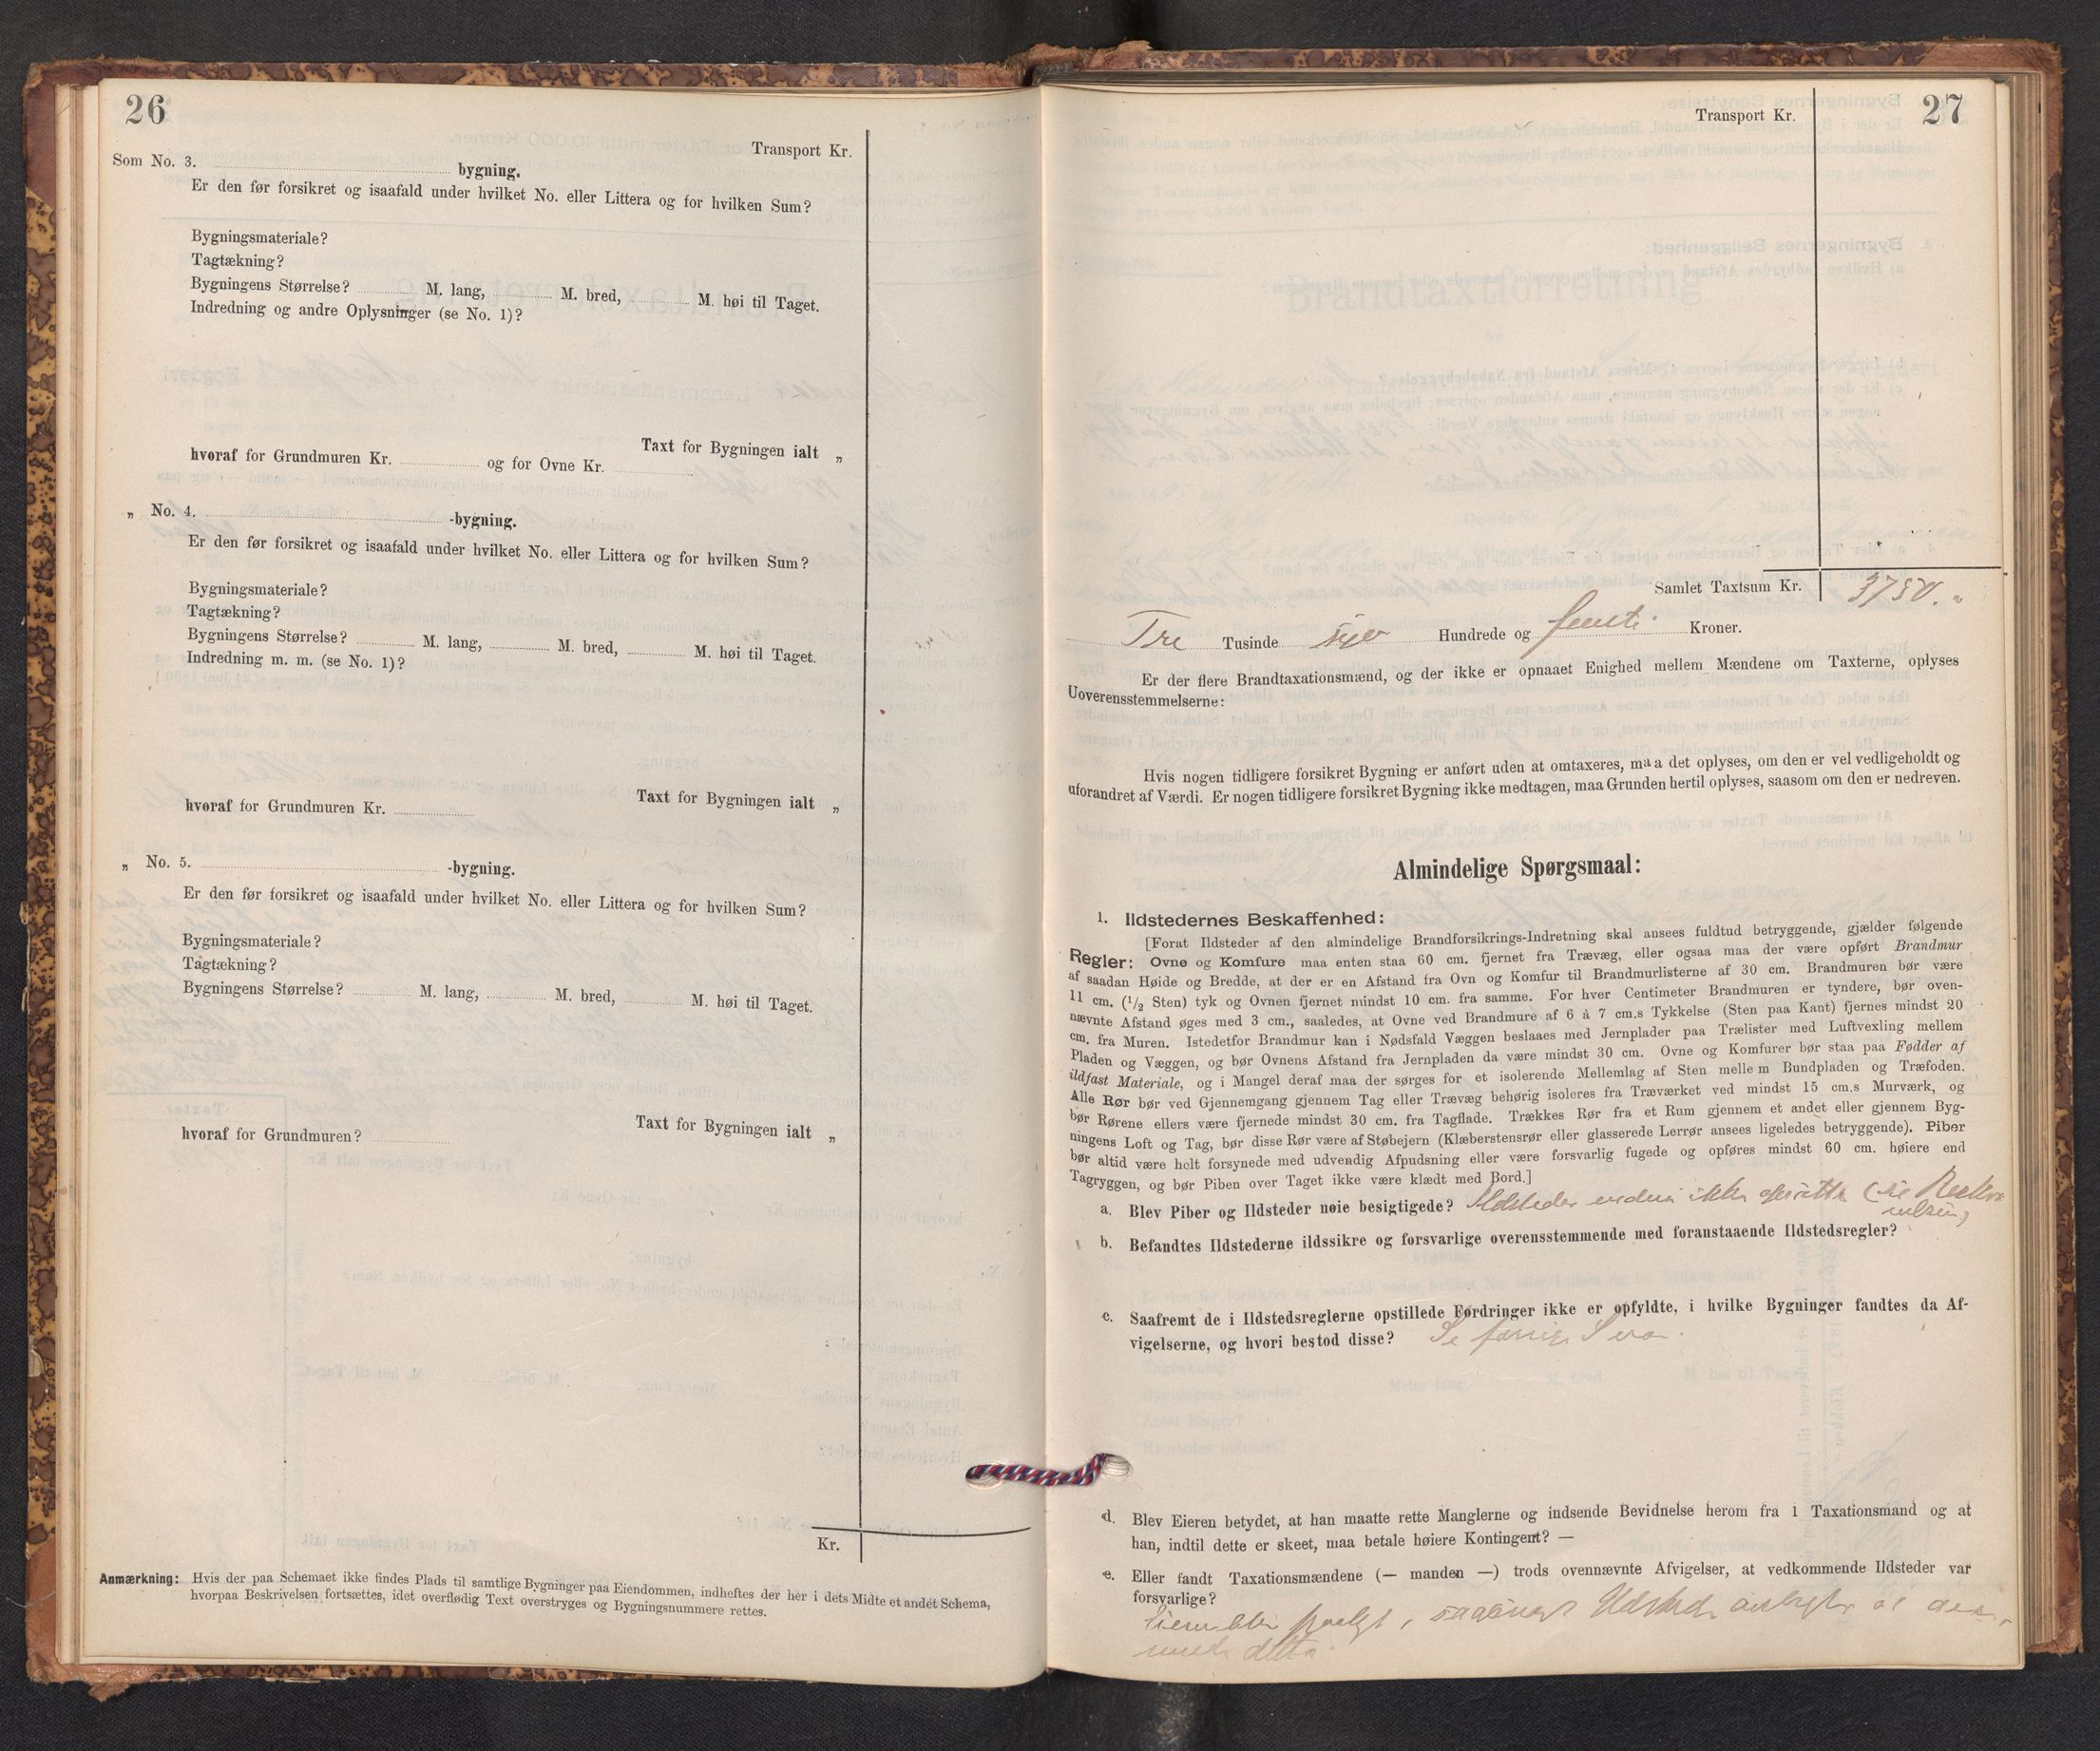 26
Transport Kr.
Som No. 3. bygning.
Er den før forsikret og isaafald under hvilket No. eller Littera og for hvilken Sum?
Bygningsmateriale?
Tagtækning?
Bygningens Størrelse? M. lang, M. bred, M. høi til Taget.
Indredning og andre Oplysninger (se No. 1)?
Taxt for Bygningen ialt „
hvoraf for Grundmuren Kr. og for Ovne Kr.
„ No. 4. -bygning.
Er den før forsikret og isaafald under hvilket No. eller Littera og for hvilken Sum?
Bygningsmateriale?
Tagtækning?
Bygningens Størrelse? M. lang, M. bred, M. høi til Taget.
Indredning m. m. (se No. 1)?
Taxt for Bygningen ialt „
hvoraf for Grundmuren Kr.
„ No. 5. -bygning.
Er den før forsikret og isaafald under hvilket No. eller Littera og for hvilken Sum?
Bygningsmateriale?
Tagtækning?
Bygningens Størrelse? M. lang, M. bred, M. høi til Taget.
Taxt for Bygningen ialt „
hvoraf for Grundmuren?
Kr.
Anmærkning: Hvis der paa Schemaet ikke findes Plads til samtlige Bygninger paa Eiendommen, indheftes der her i dets Midte et andet Schema,
hvorpaa Beskrivelsen fortsættes, idet overflødig Text overstryges og Bygningsnummere rettes.
27
Transport Kr.
Samlet Taxtsum Kr. 3750. „
Tre Tusinde syv Hundrede og femti Kroner.
Er der flere Brandtaxationsmænd, og der ikke er opnaaet Enighed mellem Mændene om Taxterne, oplyses
Uoverensstemmelserne:
Hvis nogen tidligere forsikret Bygning er anført uden at omtaxeres, maa det oplyses, om den er vel vedligeholdt og
uforandret af Værdi. Er nogen tidligere forsikret Bygning ikke medtagen, maa Grunden hertil oplyses, saasom om den er nedreven.
Almindelige Spørgsmaal:
1. Ildstedernes Beskaffenhed:
[Forat Ildsteder af den almindelige Brandforsikrings-Indretning skal ansees fuldtud betryggende, gjælder følgende
Regler: Ovne og Komfure maa enten staa 60 cm. fjernet fra Trævæg, eller ogsaa maa der være opført Brandmur
af saadan Høide og Bredde, at der er en Afstand fra Ovn og Komfur til Brandmurlisterne af 30 cm. Brandmuren bør være
11 cm. (1/2 Sten) tyk og Ovnen fjernet mindst 10 cm. fra samme. For hver Centimeter Brandmuren er tyndere, bør oven-
nævnte Afstand øges med 3 cm., saaledes, at Ovne ved Brandmure af 6 à 7 cm.s Tykkelse (Sten paa Kant) fjernes mindst 20
cm. fra Muren. Istedetfor Brandmur kan i Nødsfald Væggen beslaaes med Jernplader paa Trælister med Luftvexling mellem
Pladen og Væggen, og bør Ovnens Afstand fra Jernpladen da være mindst 30 cm. Ovne og Komfurer bør staa paa Fødder af
ildfast Materiale, og i Mangel deraf maa der sørges for et isolerende Mellemlag af Sten mellem Bundpladen og Træfoden.
Alle Rør bør ved Gjennemgang gjennem Tag eller Trævæg behørig isoleres fra Træværket ved mindst 15 cm.s Murværk, og
bør Rørene ellers være fjernede mindst 30 cm. fra Tagflade. Trækkes Rør fra et Rum gjennem et andet eller gjennem Byg-
ningens Loft og Tag, bør disse Rør være af Støbejern (Klæberstensrør eller glasserede Lerrør ansees ligeledes betryggende). Piber
bør altid være helt forsynede med udvendig Afpudsning eller være forsvarlig fugede og opføres mindst 60 cm. høiere end
Tagryggen, og bør Piben over Taget ikke være klædt med Bord.]
a. Blev Piber og Ildsteder nøie besigtigede? Ildsteder endnu ikke opsatte (se
b. Befandtes Ildstederne ildssikre og forsvarlige overensstemmende med foranstaaende Ildstedsregler?
c. Saafremt de i Ildstedsreglerne opstillede Fordringer ikke er opfyldte, i hvilke Bygninger fandtes da Af-
vigelserne, og hvori bestod disse? Se forrige Svar.
d. Blev Eieren betydet, at han maatte rette Manglerne og indsende Bevidnelse herom fra 1 Taxationsmand og at
han, indtil dette er skeet, maa betale høiere Kontingent? —
e. Eller fandt Taxationsmændene (— manden —) trods ovennævnte Afvigelser, at vedkommende Ildsteder var
forsvarlige?